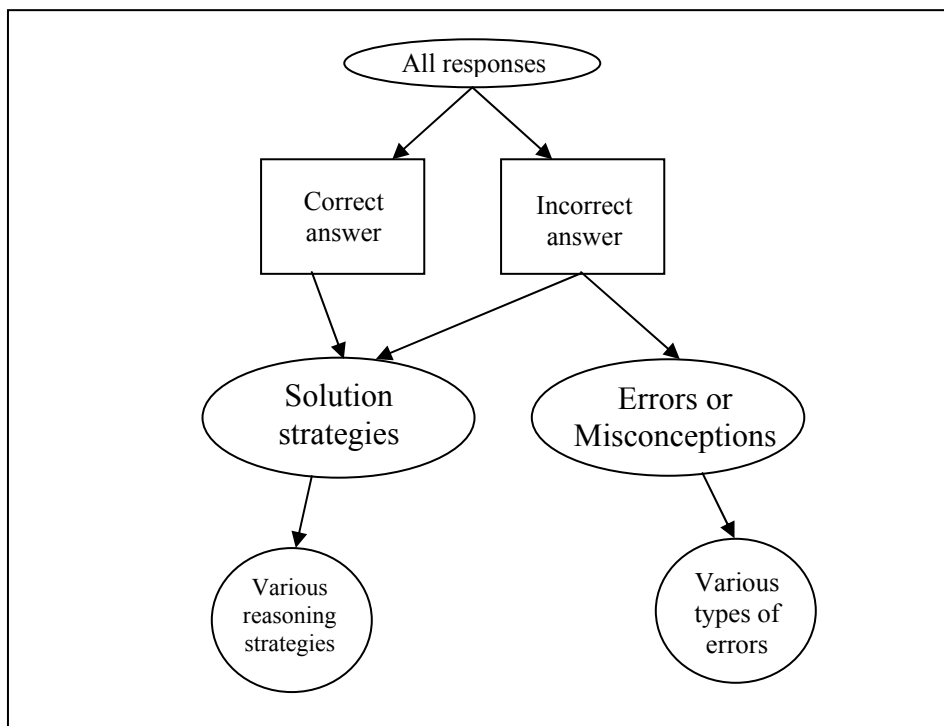 All responses
Correct
answer
Incorrect
answer
Solution
strategies
Errors or
Misconceptions
Various
reasoning
strategies
Various
types of
errors